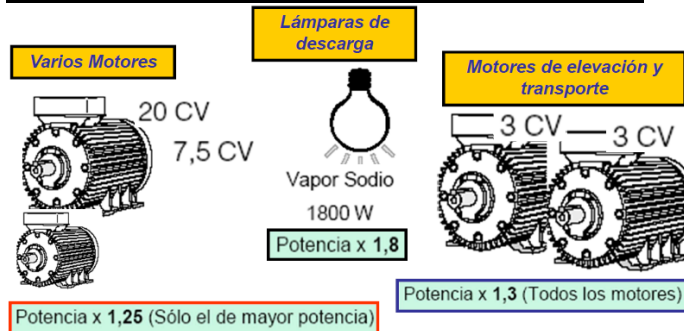 Varios Motores
20 CV
7,5 CV
Potencia x 1,25 (Sólo el de mayor potencia)
Lámparas de
descarga
Vapor Sodio
1800 W
Potencia x 1,8
Motores de elevación y
transporte
3 CV
3 CV
Potencia x 1,3 (Todos los motores)